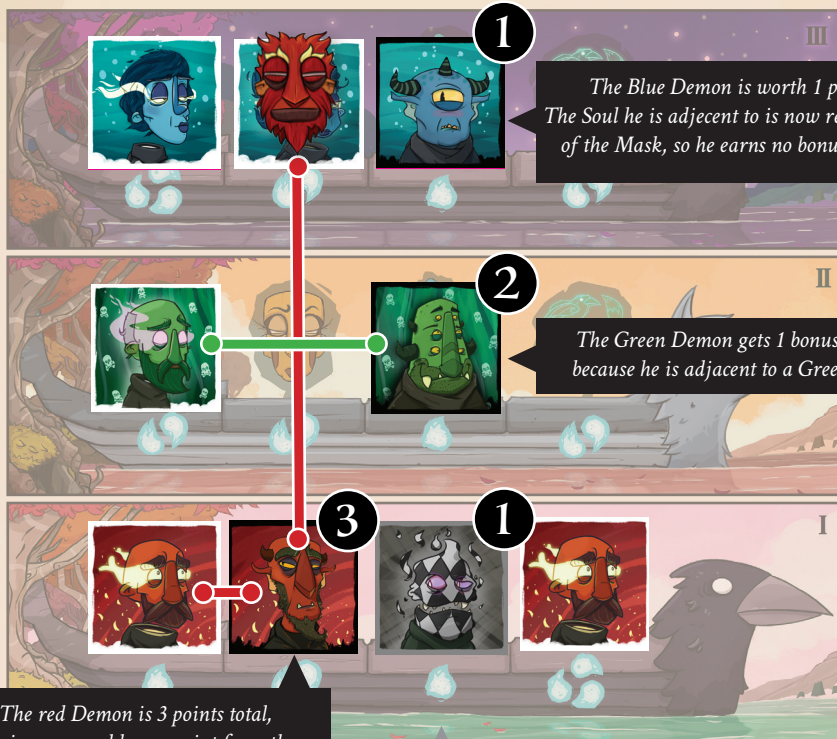 1
III
The Blue Demon is worth 1 p
The Soul he is adjecent to is now re
of the Mask, so he earns no bonu
2
II
The Green Demon gets 1 bonus
because he is adjacent to a Gree
3
1
I
The red Demon is 3 points total,